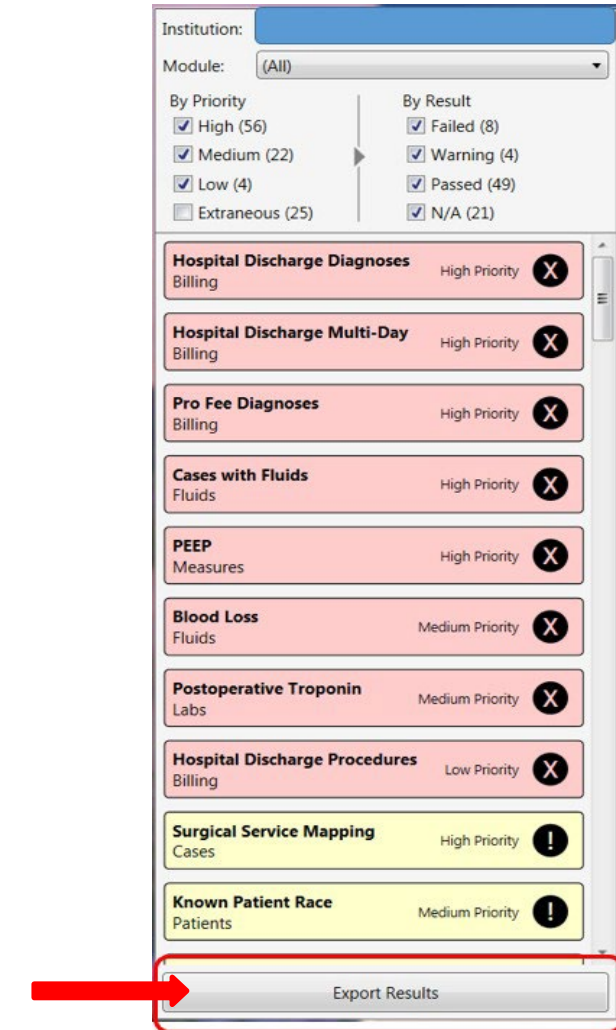 Institution:
Module: (All)
By Priority By Result
High (56) Failed (8)
Medium (22) Warning (4)
Low (4) Passed (49)
Extraneous (25) N/A (21)
Hospital Discharge Diagnoses
Billing High Priority X
Hospital Discharge Multi-Day
Billing High Priority X
Pro Fee Diagnoses
Billing High Priority X
Cases with Fluids
Fluids High Priority X
PEEP
Measures High Priority X
Blood Loss
Fluids Medium Priority X
Postoperative Troponin
Labs Medium Priority X
Hospital Discharge Procedures
Billing Low Priority X
Surgical Service Mapping
Cases High Priority !
Known Patient Race
Patients Medium Priority !
Export Results